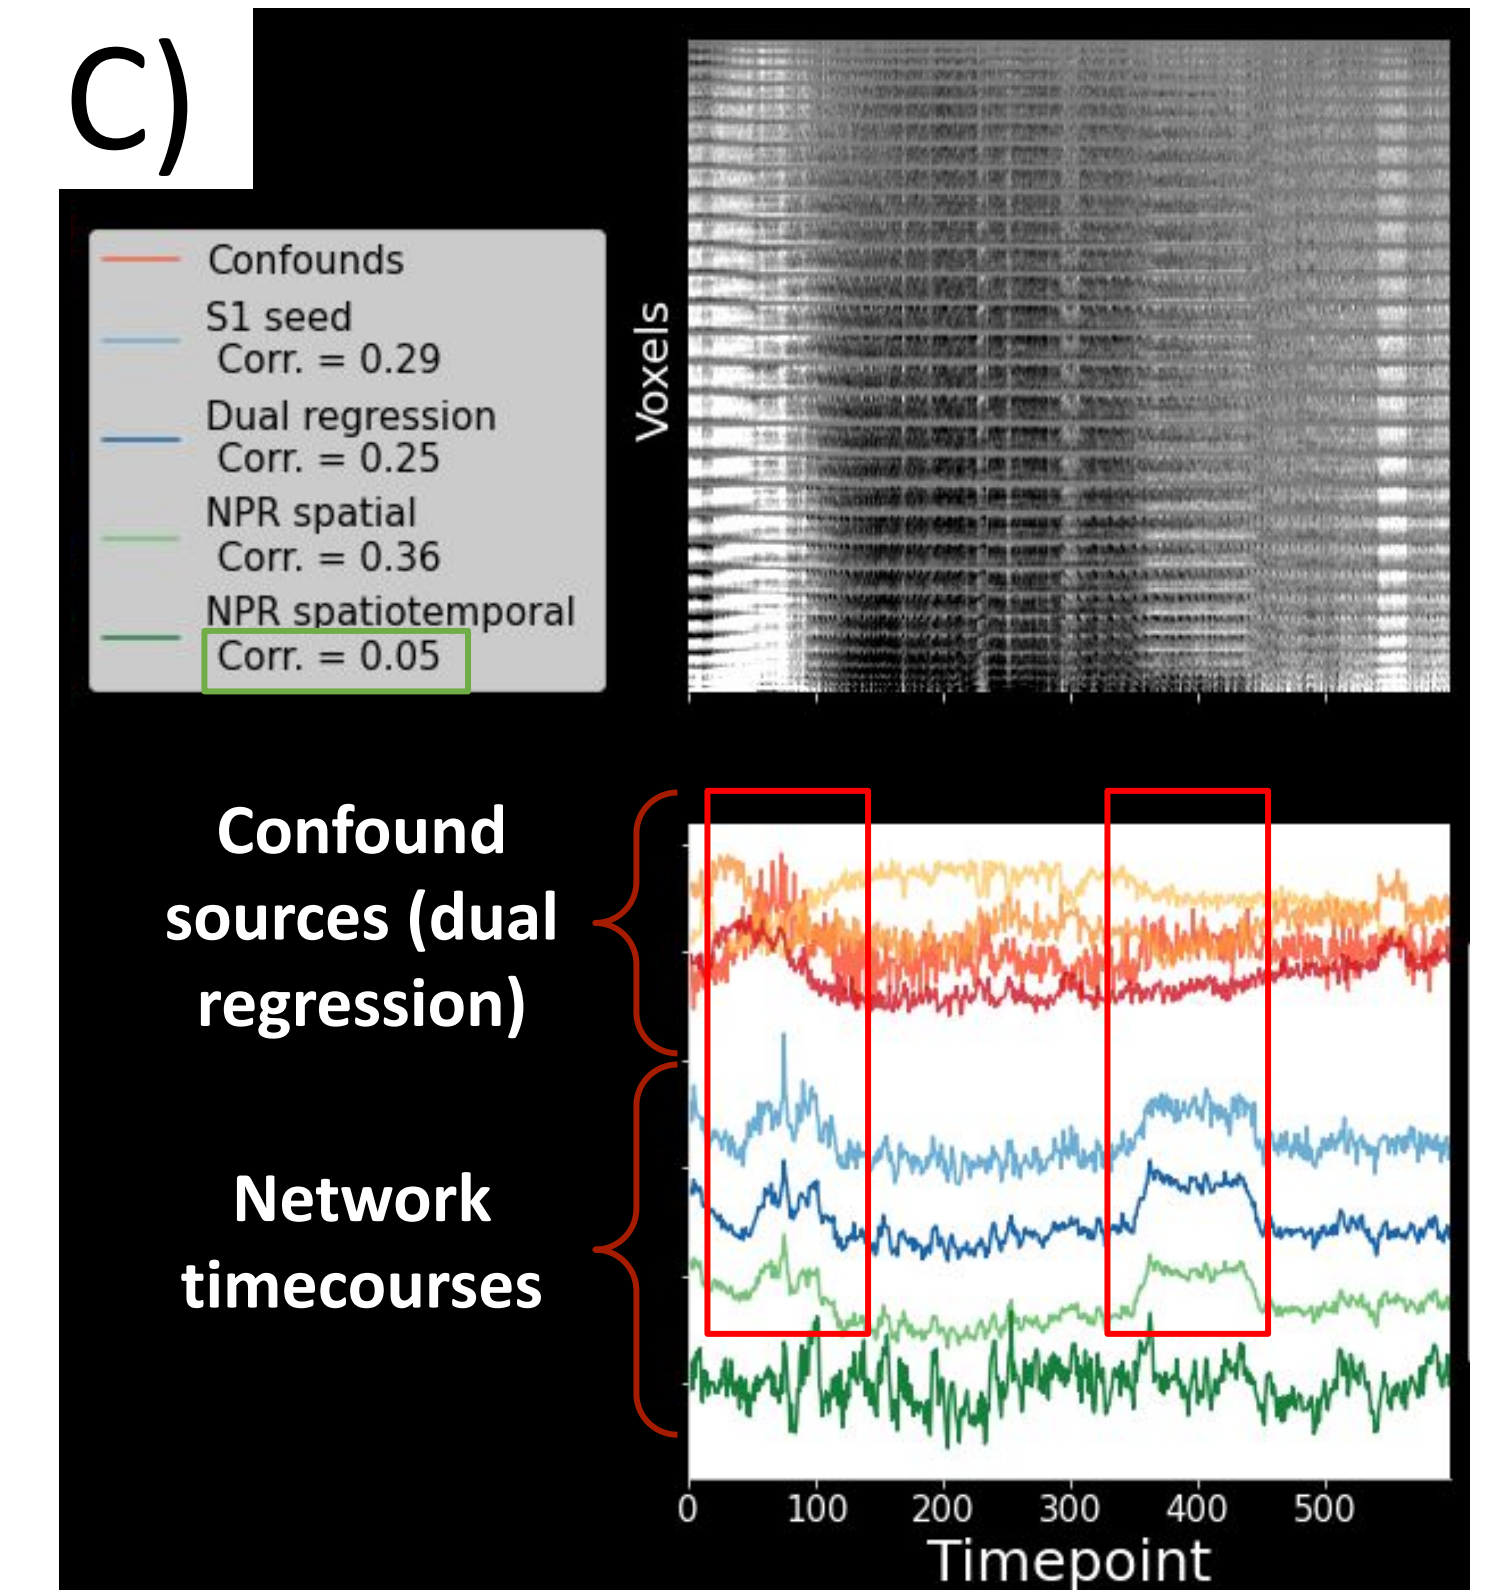 C)
Confounds
S1 seed
Corr. = 0.29
Dual regression
Corr. = 0.25
NPR spatial
Corr. = 0.36
NPR spatiotemporal
Corr. = 0.05
Voxels
Confound
sources (dual
regression)
Network
timecourses
0 100 200 300 400 500
Timepoint